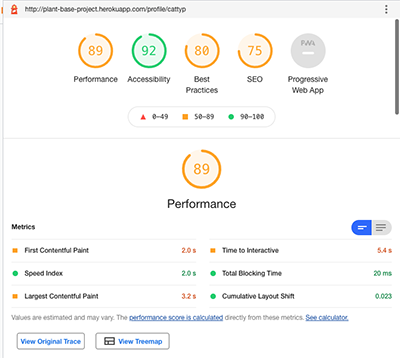 http://plant-base-project.herokuapp.com/profile/cattyp
89 92 80 75
Performance Accessibility Best Practices SEO Progressive Web App
0–49 50–89 90–100
89
Performance
Metrics
First Contentful Paint 2.0 s Time to Interactive 5.4 s
Speed Index 2.0 s Total Blocking Time 20 ms
Largest Contentful Paint 3.2 s Cumulative Layout Shift 0.023
Values are estimated and may vary. The performance score is calculated directly from these metrics. See calculator.
View Original Trace View Treemap